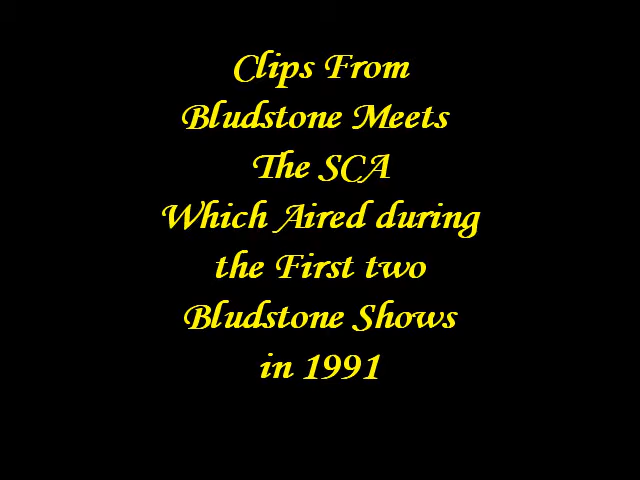 Clips From
Bludstone Meets
The SCA
Which Aired during
the First two
Bludstone Shows
in 1991